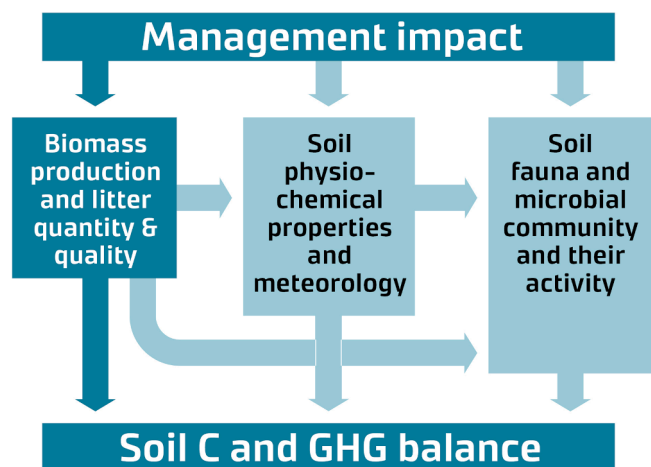 Management impact
Biomass
production
and litter
quantity &
quality
Soil
physio-
chemical
properties
and
meteorology
Soil
fauna and
microbial
community
and their
activity
Soil C and GHG balance